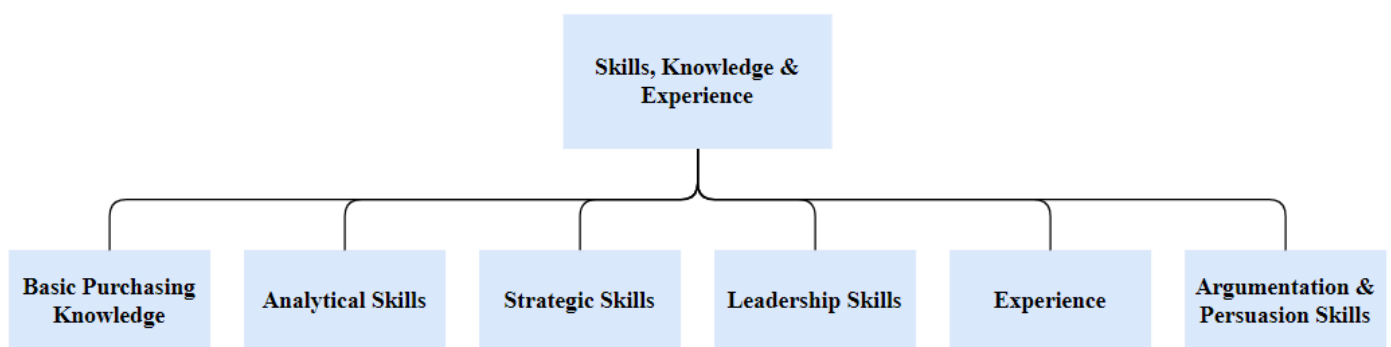 Skills, Knowledge &
Experience
Basic Purchasing
Knowledge
Analytical Skills
Strategic Skills
Leadership Skills
Experience
Argumentation &
Persuasion Skills